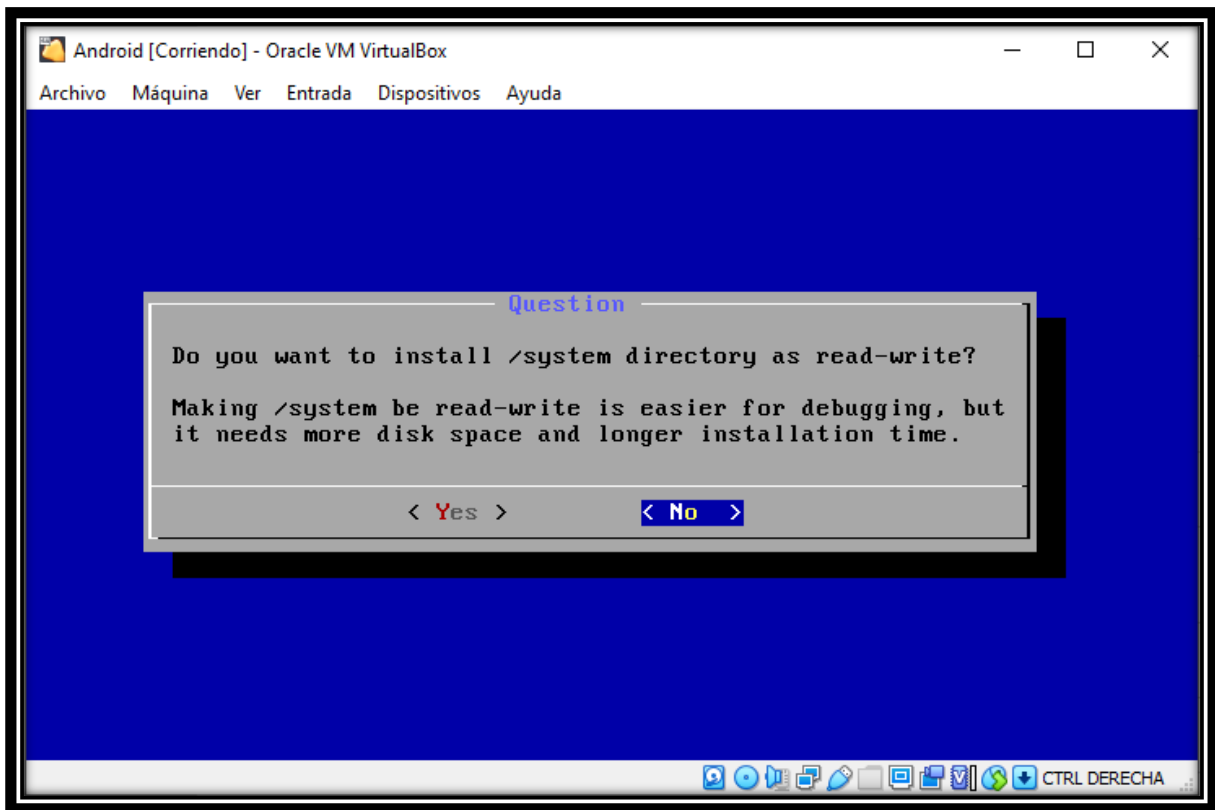 Android [Corriendo] - Oracle VM VirtualBox
Archivo Máquina Ver Entrada Dispositivos Ayuda
Question
Do you want to install /system directory as read-write?
Making /system be read-write is easier for debugging, but
it needs more disk space and longer installation time.
< Yes > < No >
CTRL DERECHA